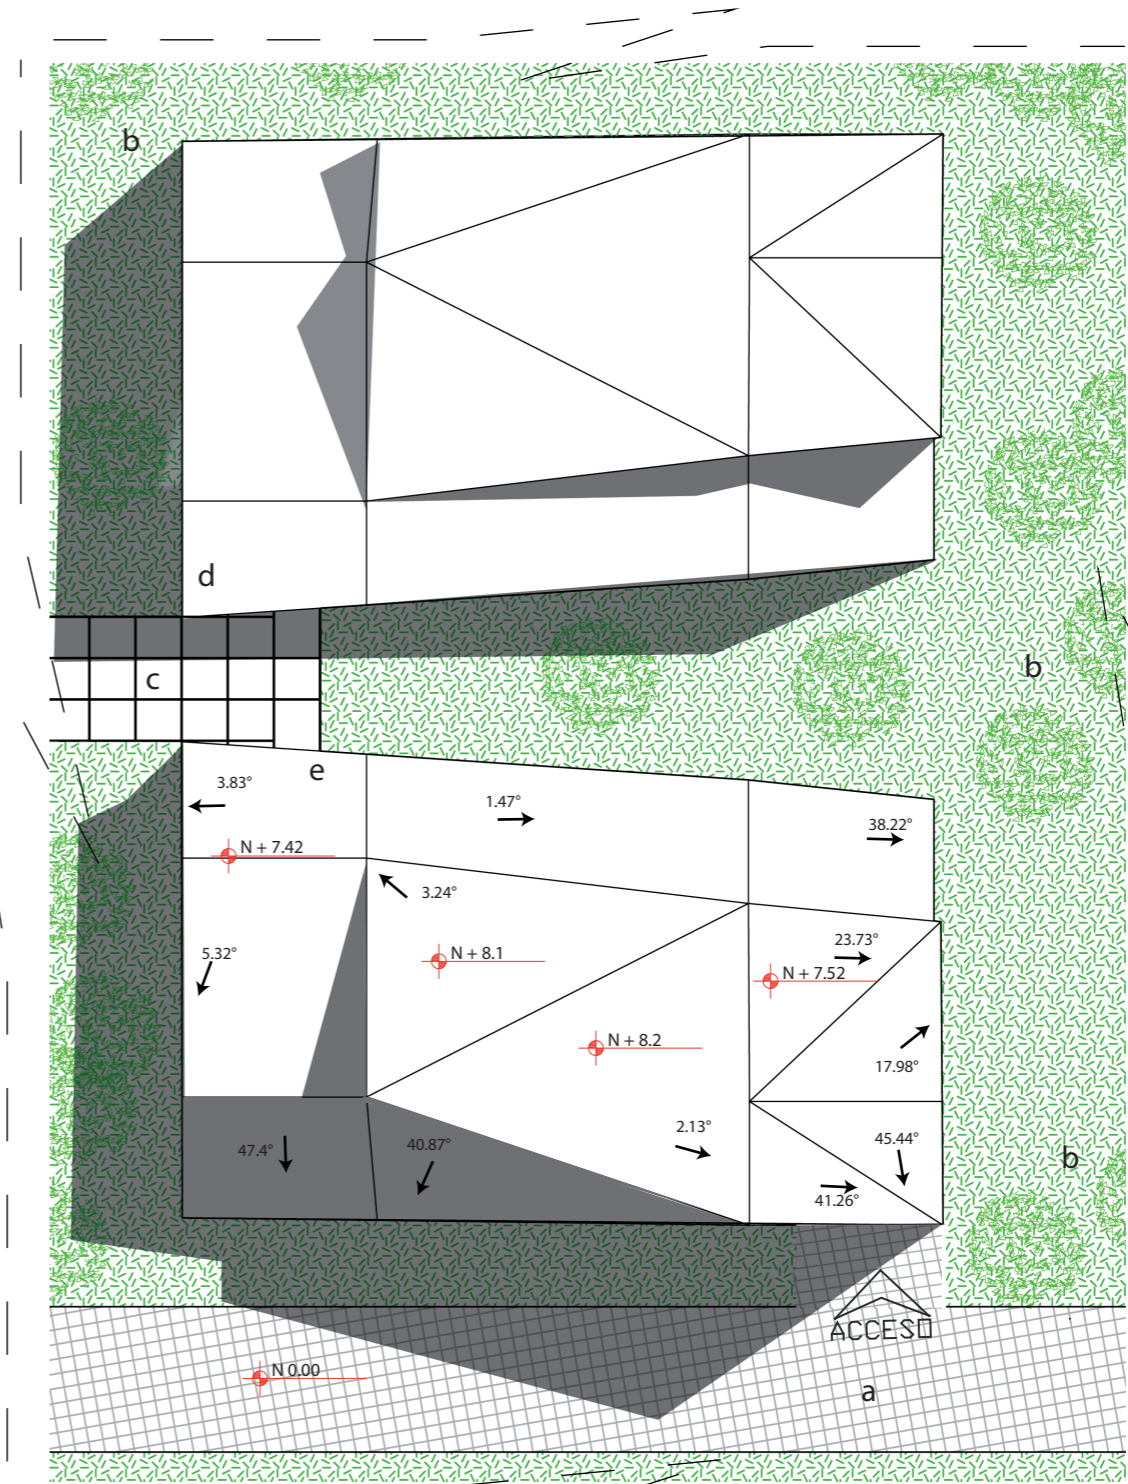 b
d
c
b
e
3.83°
1.47°
38.22°
N + 7.42
3.24°
5.32°
N + 8.1
23.73°
N + 7.52
N + 8.2
17.98°
2.13°
47.4°
40.87°
45.44°
b
41.26°
ACCESO
N 0.00
a